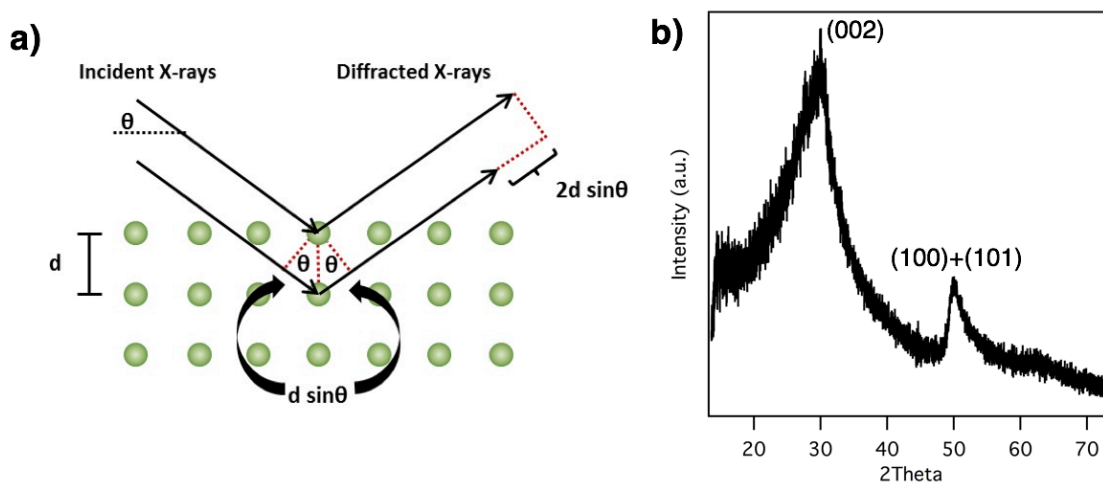 a)
Incident X-rays
Diffracted X-rays
θ
2d sinθ
d
θ θ
d sinθ
b)
(002)
(100)+(101)
Intensity (a.u.)
20 30 40 50 60 70
2Theta